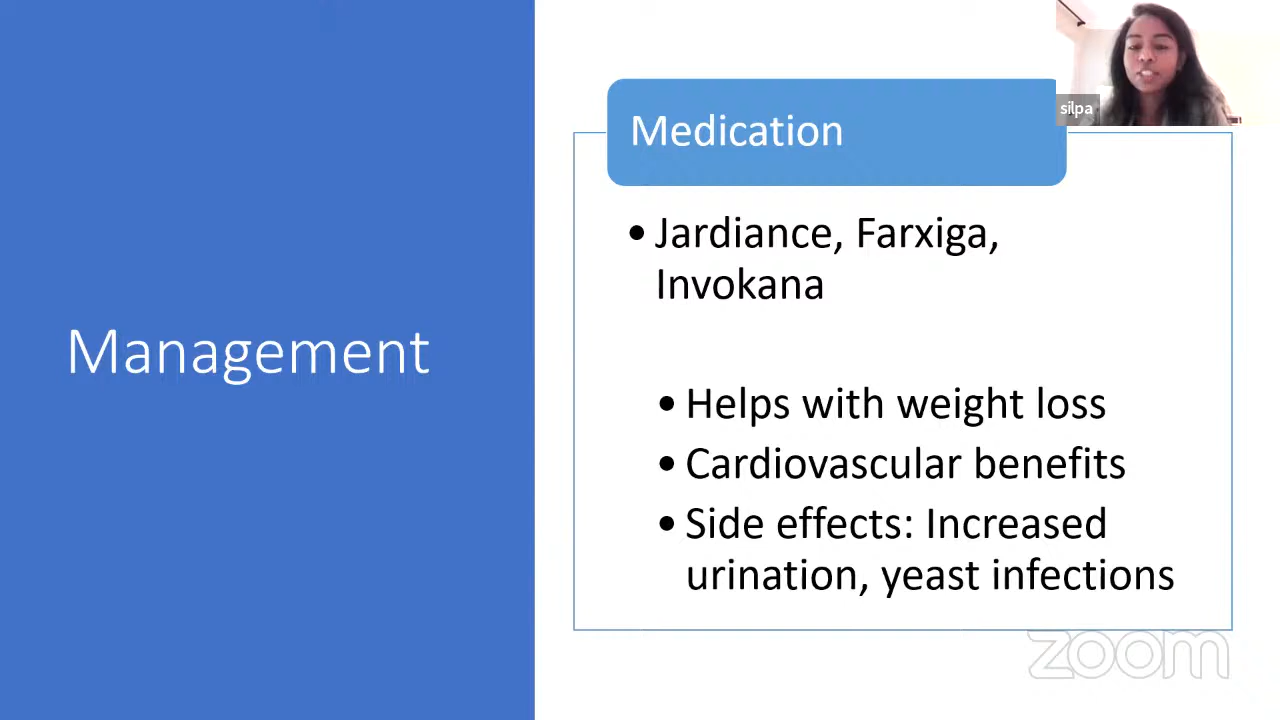 silpa
Medication
• Jardiance, Farxiga,
Invokana
Management
• Helps with weight loss
• Cardiovascular benefits
• Side effects: Increased
urination, yeast infections
zoom